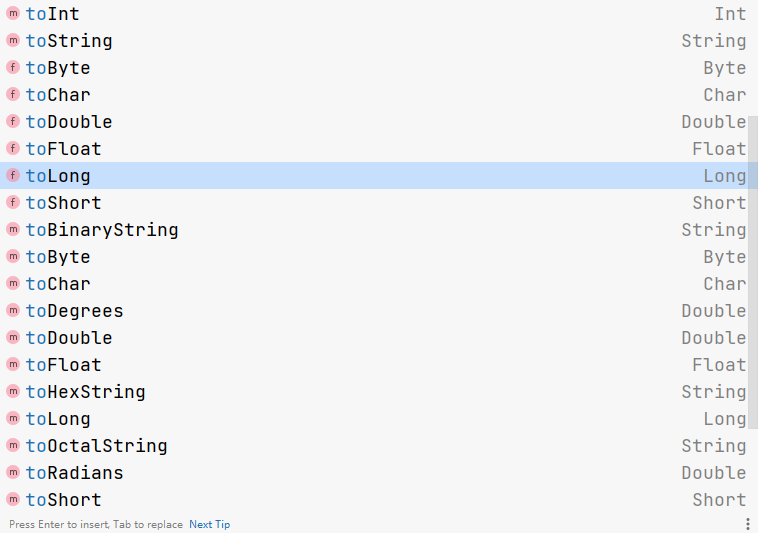 m toInt Int
m toString String
f toByte Byte
f toChar Char
f toDouble Double
f toFloat Float
f toLong Long
f toShort Short
m toBinaryString String
m toByte Byte
m toChar Char
m toDegrees Double
m toDouble Double
m toFloat Float
m toHexString String
m toLong Long
m toOctalString String
m toRadians Double
m toShort Short
Press Enter to insert, Tab to replace Next Tip